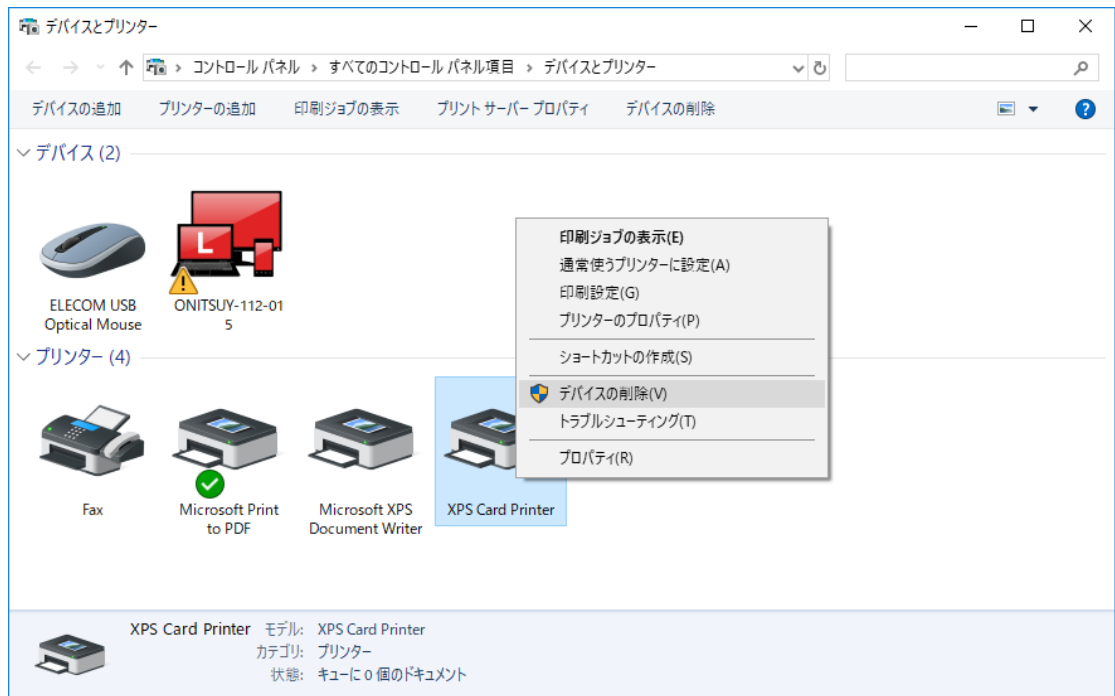 デバイスとプリンター
コントロール パネル › すべてのコントロール パネル項目 › デバイスとプリンター
デバイスの追加 プリンターの追加 印刷ジョブの表示 プリント サーバー プロパティ デバイスの削除
デバイス (2)
L
ELECOM USB
Optical Mouse
ONITSUY-112-01
5
印刷ジョブの表示(E)
通常使うプリンターに設定(A)
印刷設定(G)
プリンターのプロパティ(P)
ショートカットの作成(S)
デバイスの削除(V)
トラブルシューティング(T)
プロパティ(R)
プリンター (4)
Fax
Microsoft Print
to PDF
Microsoft XPS
Document Writer
XPS Card Printer
XPS Card Printer モデル: XPS Card Printer
カテゴリ: プリンター
状態: キューに 0 個のドキュメント